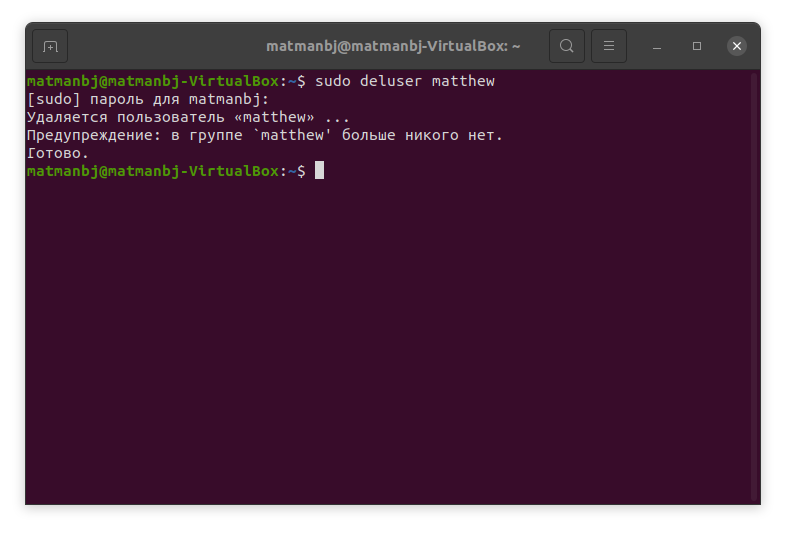 matmanbj@matmanbj-VirtualBox: ~
matmanbj@matmanbj-VirtualBox:~$ sudo deluser matthew
[sudo] пароль для matmanbj:
Удаляется пользователь «matthew» ...
Предупреждение: в группе `matthew' больше никого нет.
Готово.
matmanbj@matmanbj-VirtualBox:~$